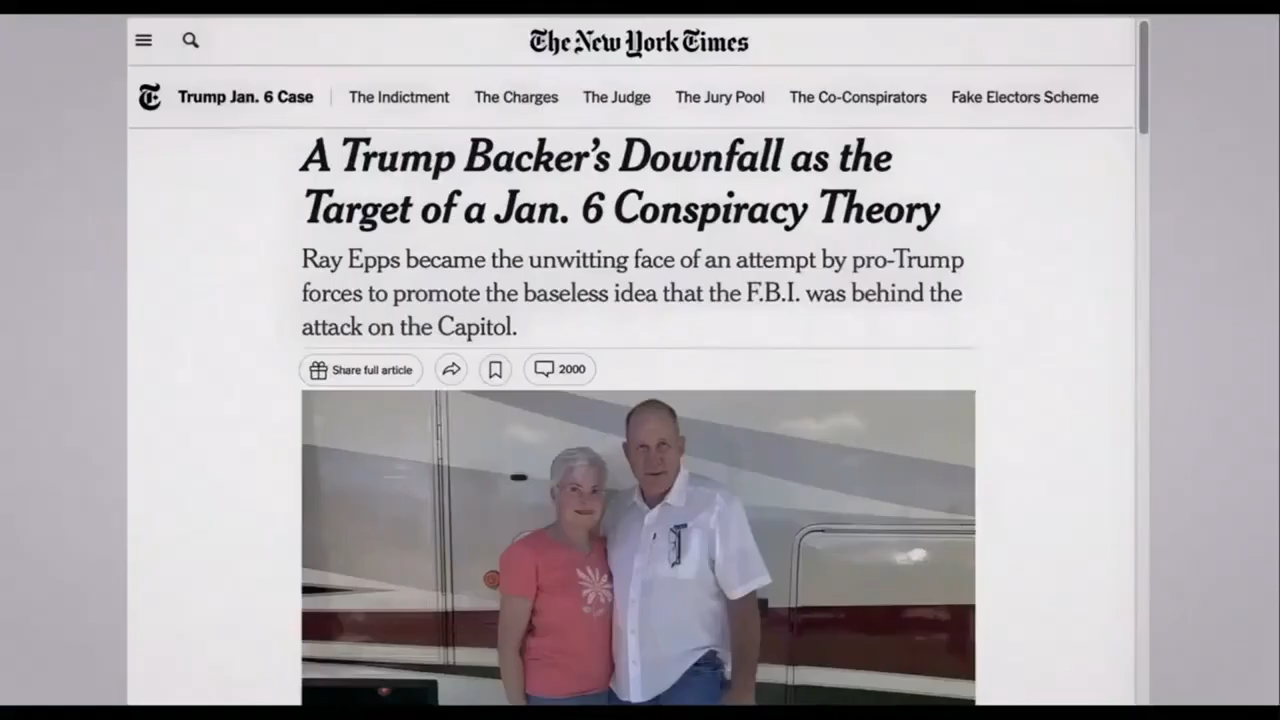 The New York Times
Trump Jan. 6 Case The Indictment The Charges The Judge The Jury Pool The Co-Conspirators Fake Electors Scheme
A Trump Backer's Downfall as the
Target of a Jan. 6 Conspiracy Theory
Ray Epps became the unwitting face of an attempt by pro-Trump
forces to promote the baseless idea that the F.B.I. was behind the
attack on the Capitol.
Share full article 2000